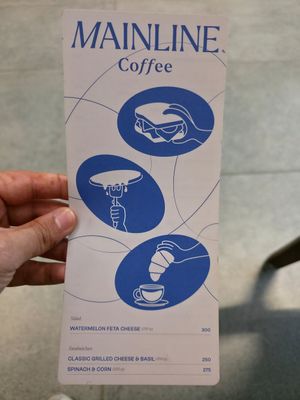 MAINLINE
Coffee
Salad
WATERMELON FETA CHEESE 300
Sandwiches
CLASSIC GRILLED CHEESE & BASIL 250
SPINACH & CORN 275